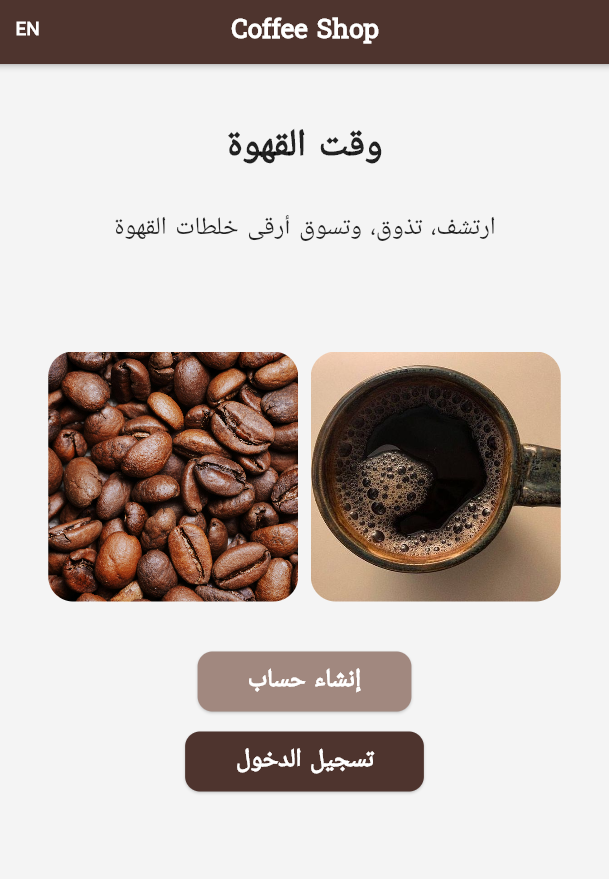 EN
Coffee Shop
وقت القهوة
ارتشف، تذوق، وتسوق أرقى خلطات القهوة
إنشاء حساب
تسجيل الدخول